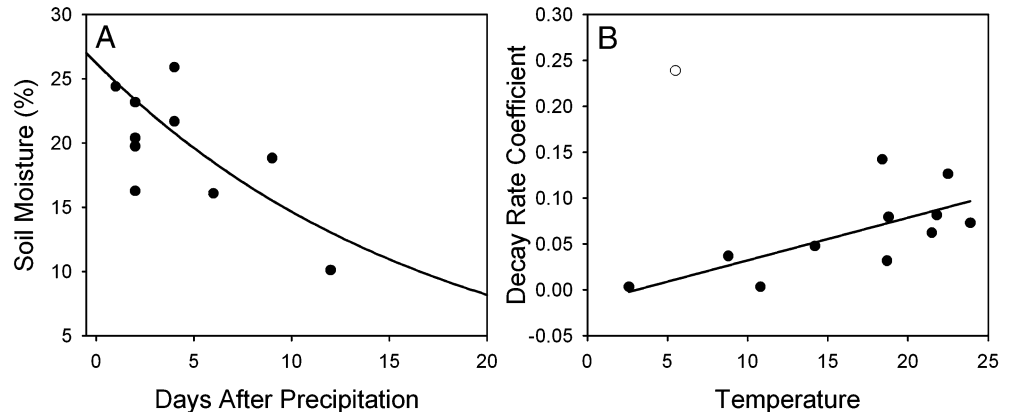 A
30
25
20
15
10
5
Soil Moisture (%)
0 5 10 15 20
Days After Precipitation
B
0.30
0.25
0.20
0.15
0.10
0.05
0.00
-0.05
Decay Rate Coefficient
0 5 10 15 20 25
Temperature